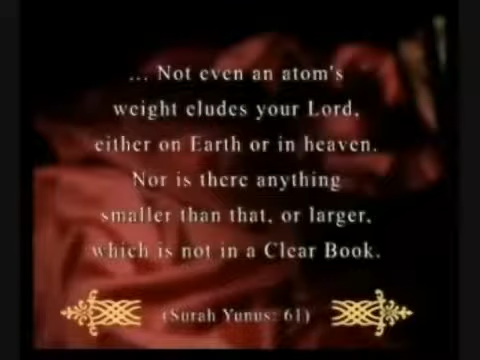 ... Not even an atom's
weight eludes your Lord,
either on Earth or in heaven.
Nor is there anything
smaller than that, or larger,
which is not in a Clear Book.
(Surah Yunus: 61)